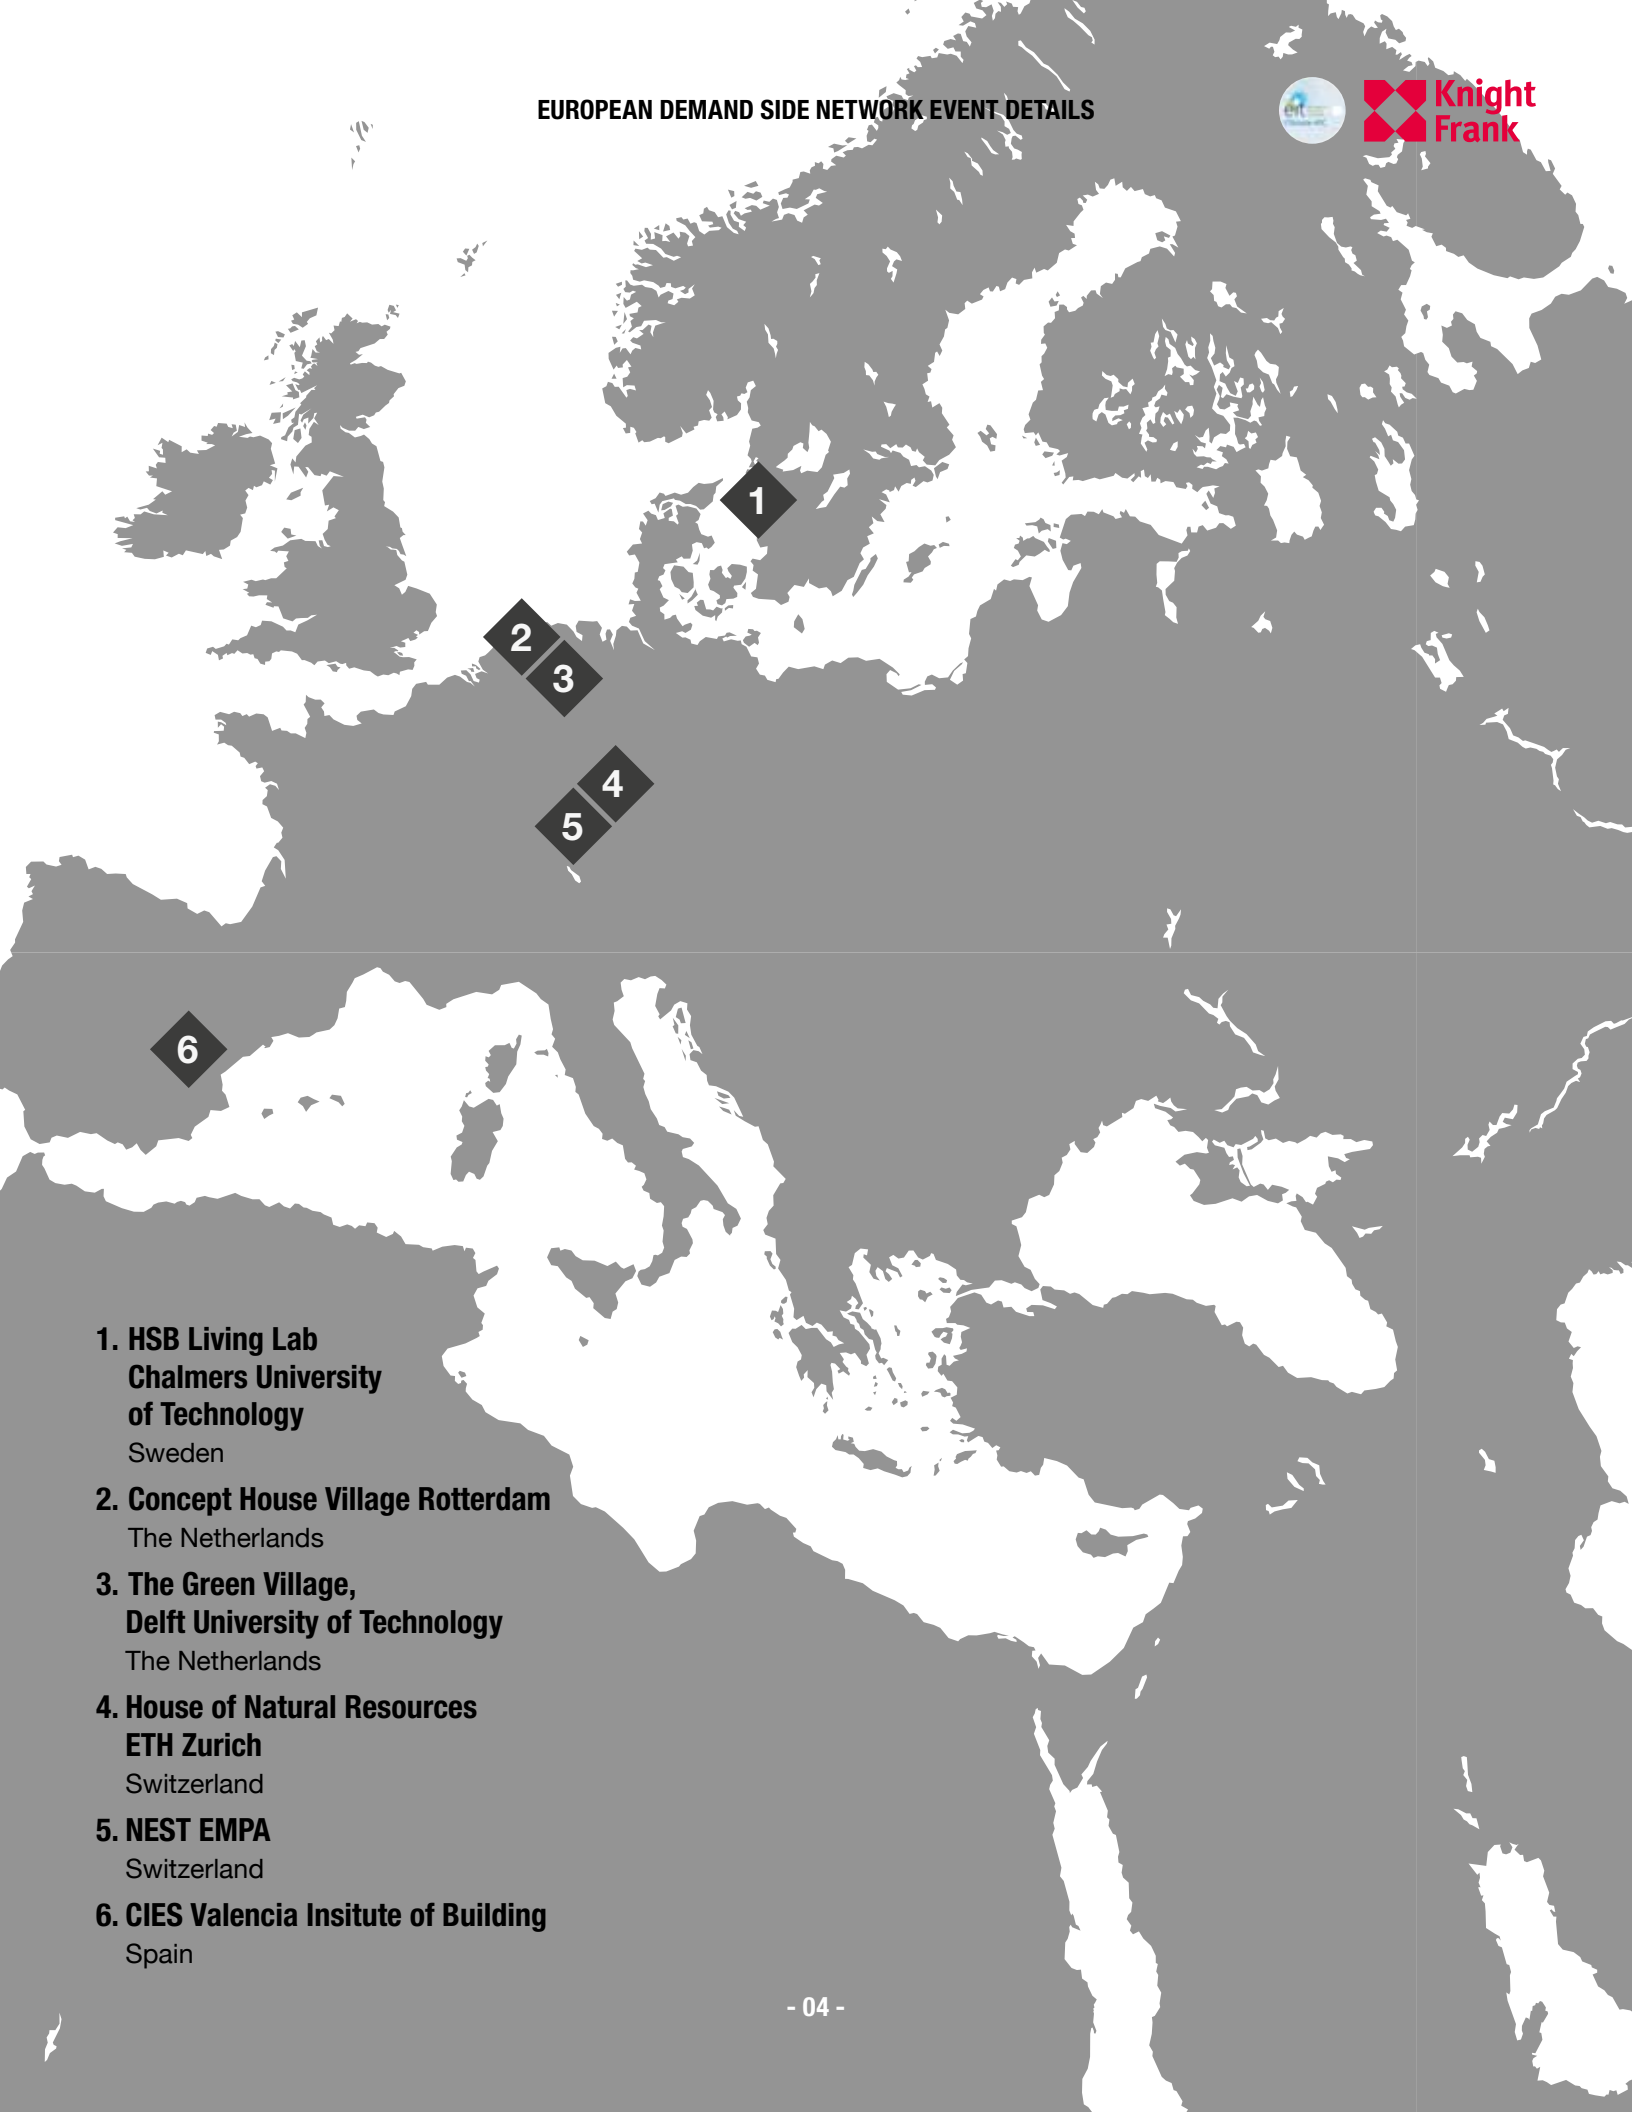 EUROPEAN DEMAND SIDE NETWORK EVENT DETAILS
eit
Knight
Frank
1
2
3
4
5
6
1. HSB Living Lab
Chalmers University
of Technology
Sweden
2. Concept House Village Rotterdam
The Netherlands
3. The Green Village,
Delft University of Technology
The Netherlands
4. House of Natural Resources
ETH Zurich
Switzerland
5. NEST EMPA
Switzerland
6. CIES Valencia Insitute of Building
Spain
- 04 -